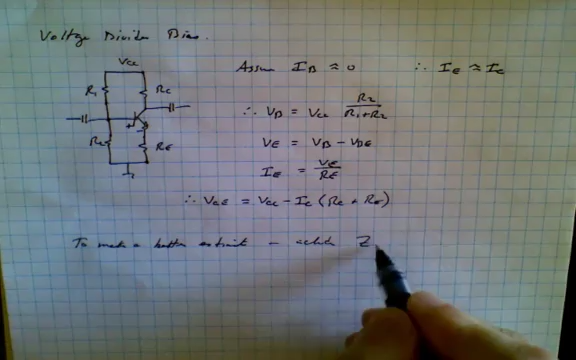 Voltage Divider Bias.
Vcc
R1 RC
R2 RE
Assume IB ≈ 0 ∴ IE ≈ IC
∴ VB = Vcc R2 / R1+R2
VE = VB - VBE
IE = VE / RE
∴ VCE = Vcc - IC (RC + RE)
To make a better estimate - Z